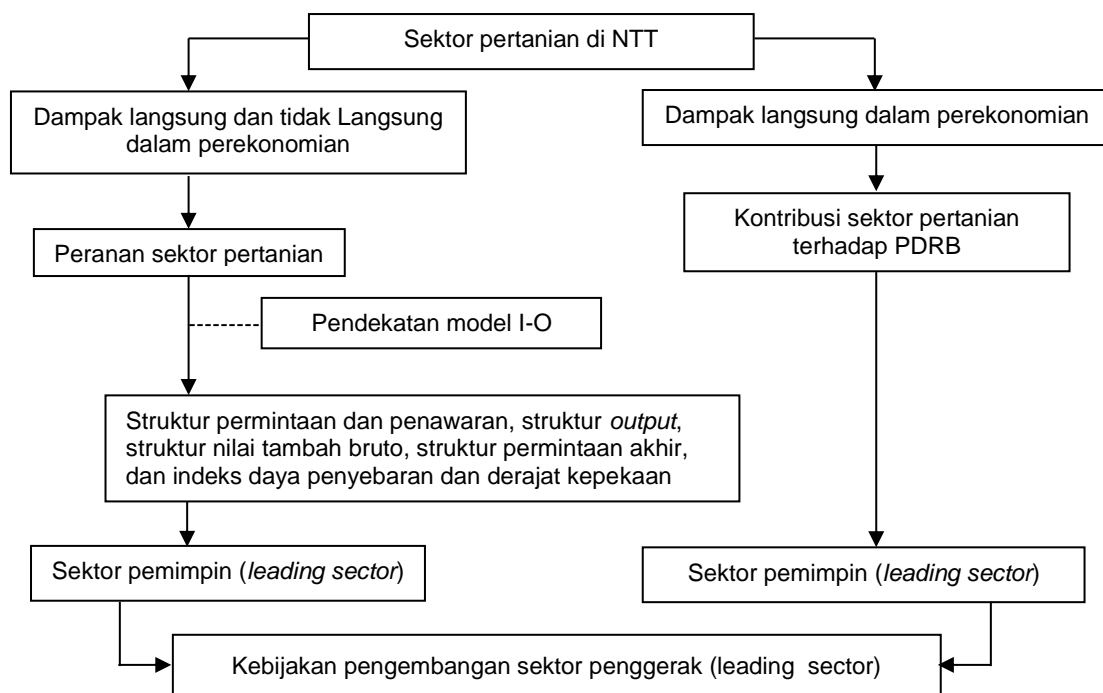 Sektor pertanian di NTT
Dampak langsung dan tidak Langsung
dalam perekonomian
Dampak langsung dalam perekonomian
Peranan sektor pertanian
Kontribusi sektor pertanian
terhadap PDRB
Pendekatan model I-O
Struktur permintaan dan penawaran, struktur output,
struktur nilai tambah bruto, struktur permintaan akhir,
dan indeks daya penyebaran dan derajat kepekaan
Sektor pemimpin (leading sector)
Sektor pemimpin (leading sector)
Kebijakan pengembangan sektor penggerak (leading sector)